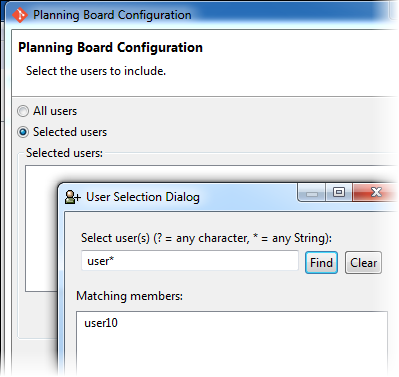 Planning Board Configuration
Planning Board Configuration
Select the users to include.
All users
Selected users
Selected users:
User Selection Dialog
Select user(s) (? = any character, * = any String):
user*
Find
Clear
Matching members:
user10